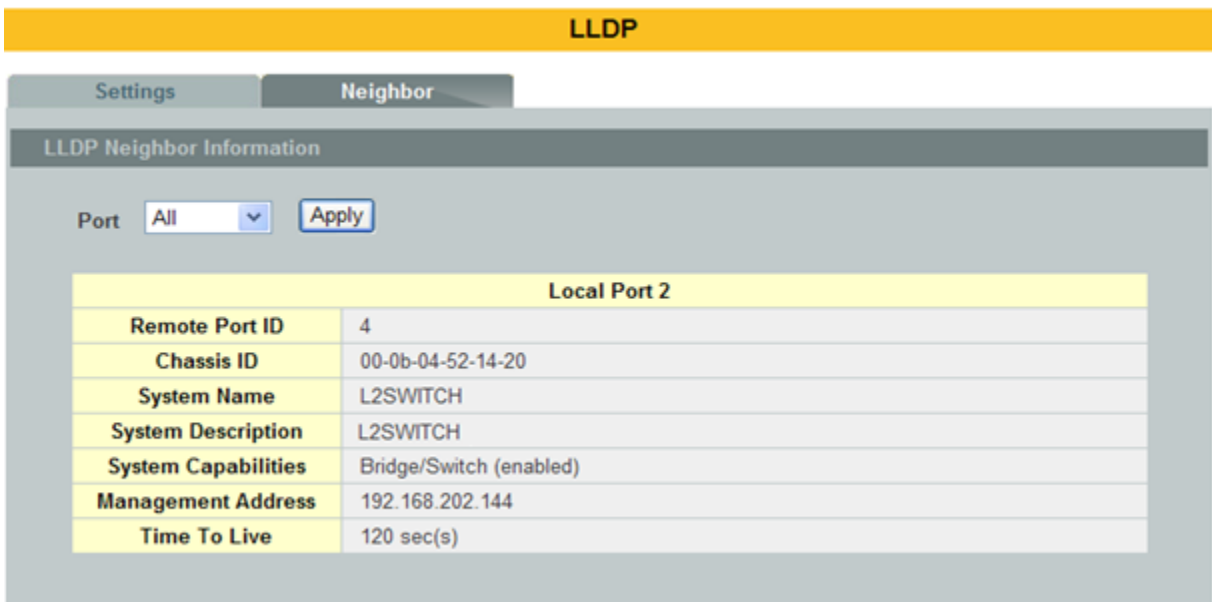 LLDP
Settings Neighbor
LLDP Neighbor Information
Port All Apply
Local Port 2
Remote Port ID 4
Chassis ID 00-0b-04-52-14-20
System Name L2SWITCH
System Description L2SWITCH
System Capabilities Bridge/Switch (enabled)
Management Address 192.168.202.144
Time To Live 120 sec(s)